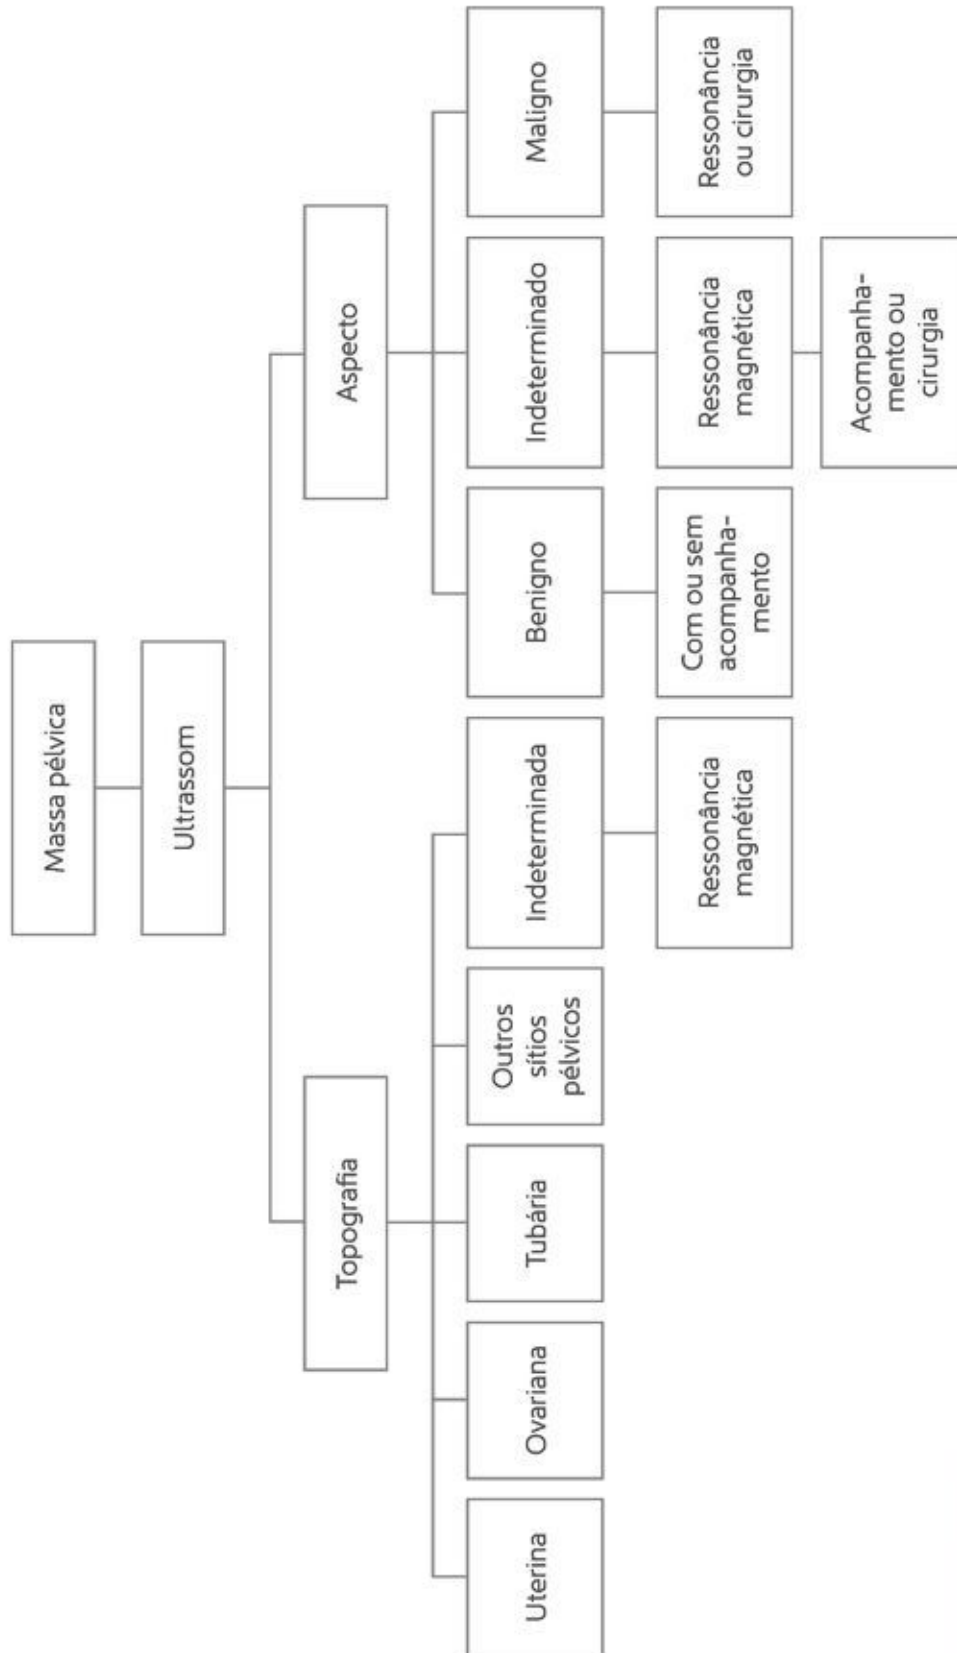 Massa pélvica
Ultrassom
Topografia
Aspecto
Uterina
Ovariana
Tubária
Outros
sítios
pélvicos
Indeterminada
Benigno
Indeterminado
Maligno
Ressonância
magnética
Com ou sem
acompanha-
mento
Ressonância
magnética
Ressonância
ou cirurgia
Acompanha-
mento ou
cirurgia